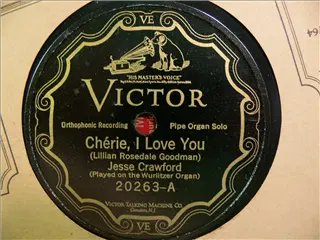 VE
"HIS MASTER'S VOICE"
VICTOR
Orthophonic Recording Pipe Organ Solo
Chérie, I Love You
(Lillian Rosedale Goodman)
Jesse Crawford
(Played on the Wurlitzer Organ)
20263-A
VICTOR TALKING MACHINE CO
Camden, N.J.
VE